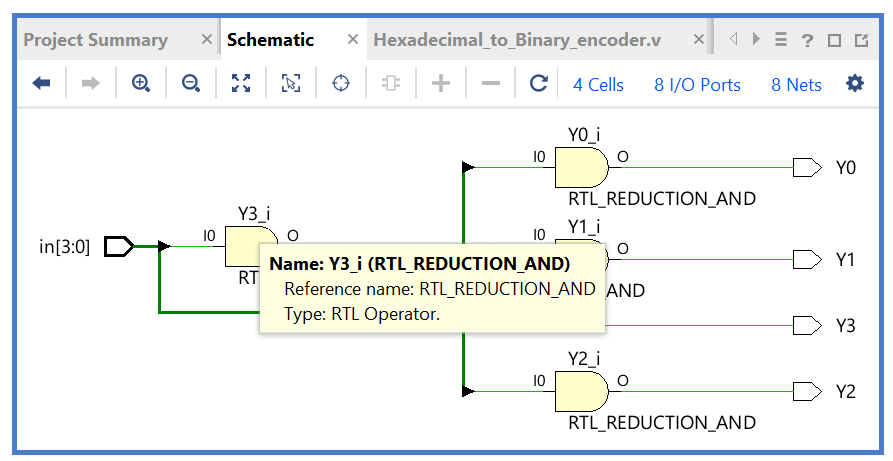 Project Summary × Schematic × Hexadecimal_to_Binary_encoder.v × ?
4 Cells 8 I/O Ports 8 Nets
Y0_i
I0 O Y0
RTL_REDUCTION_AND
Y3_i
Y1_i
in[3:0] I0 O
I0 O Y1
Name: Y3_i (RTL_REDUCTION_AND)
RT
Reference name: RTL_REDUCTION_AND
AND
Type: RTL Operator.
Y3
Y2_i
I0 O Y2
RTL_REDUCTION_AND